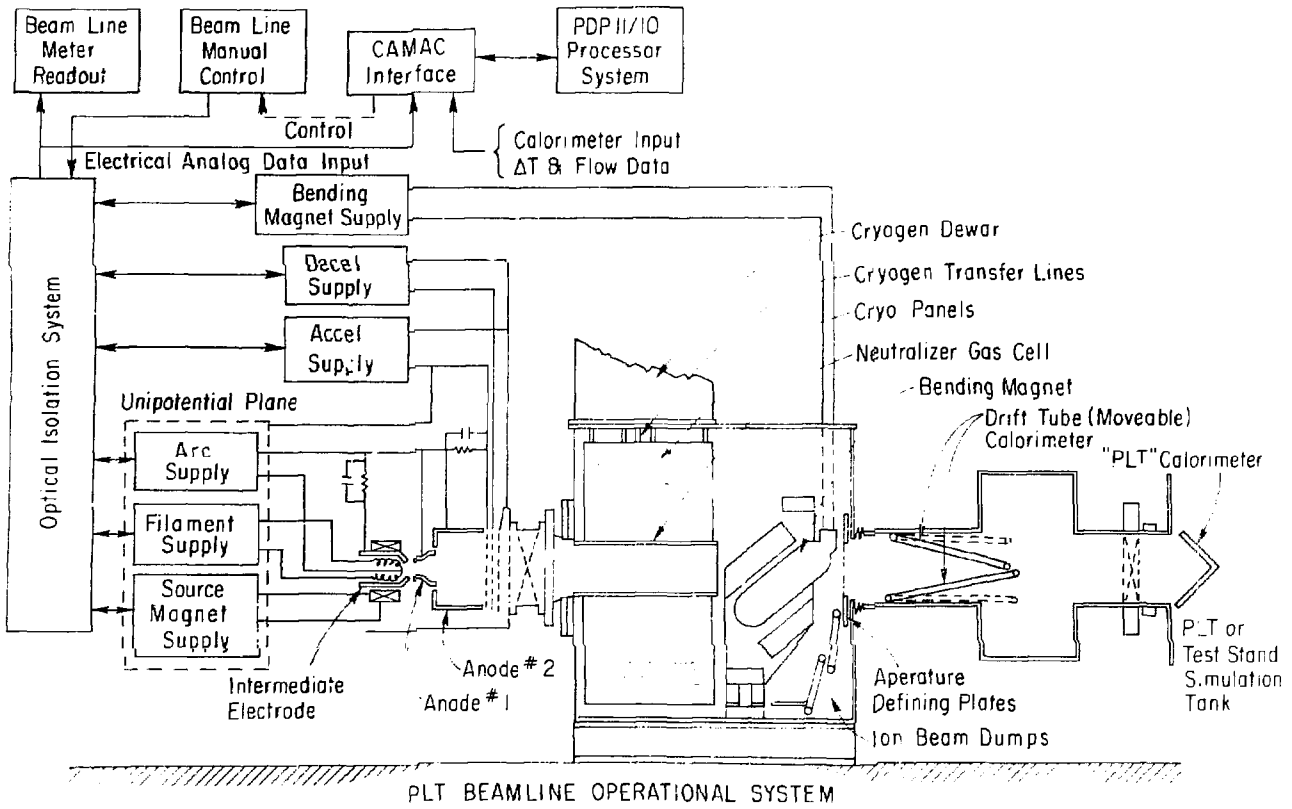 Beam Line
Meter
Readout
Beam Line
Manual
Control
CAMAC
Interface
PDP 11/10
Processor
System
Control
Calorimeter Input
ΔT & Flow Data
Electrical Analog Data Input
Bending
Magnet Supply
Decel
Supply
Accel
Supply
Optical Isolation System
Unipotential Plane
Arc
Supply
Filament
Supply
Source
Magnet
Supply
Intermediate
Electrode
Anode #2
Anode #1
Cryogen Dewar
Cryogen Transfer Lines
Cryo Panels
Neutralizer Gas Cell
Bending Magnet
Drift Tube (Moveable)
Calorimeter
"PLT" Calorimeter
Aperature
Defining Plates
Ion Beam Dumps
PLT or
Test Stand
Simulation
Tank
PLT BEAMLINE OPERATIONAL SYSTEM